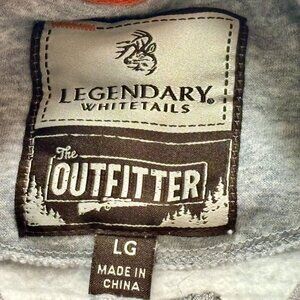 LEGENDARY®
WHITETAILS
The
OUTFITTER
LG
MADE IN
CHINA